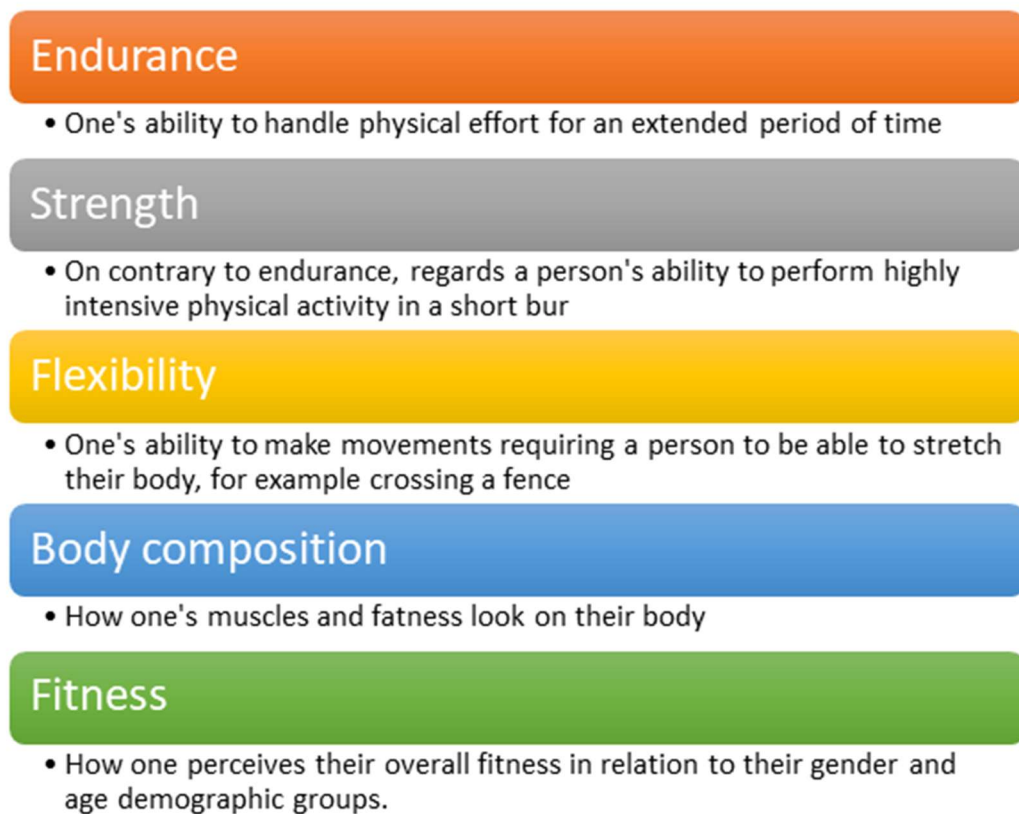 Endurance
• One's ability to handle physical effort for an extended period of time
Strength
• On contrary to endurance, regards a person's ability to perform highly
intensive physical activity in a short bur
Flexibility
• One's ability to make movements requiring a person to be able to stretch
their body, for example crossing a fence
Body composition
• How one's muscles and fatness look on their body
Fitness
• How one perceives their overall fitness in relation to their gender and
age demographic groups.